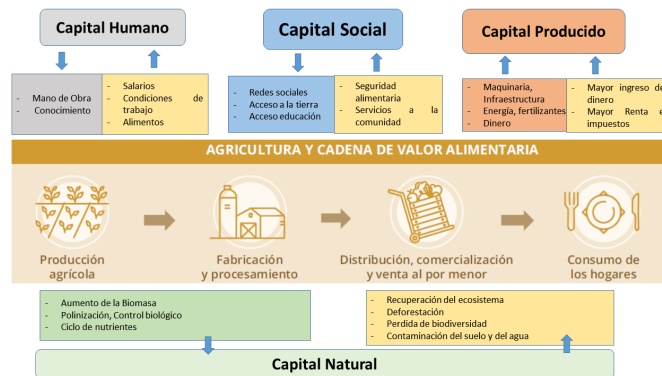 Capital Humano
Capital Social
Capital Producido
- Mano de Obra
- Conocimiento
- Salarios
- Condiciones de
trabajo
- Alimentos
- Redes sociales
- Acceso a la tierra
- Acceso educación
- Seguridad
alimentaria
- Servicios a la
comunidad
- Maquinaria,
Infraestructura
- Energía, fertilizantes
- Dinero
- Mayor ingreso de
dinero
- Mayor Renta e
impuestos
AGRICULTURA Y CADENA DE VALOR ALIMENTARIA
Producción
agrícola
Fabricación
y procesamiento
Distribución, comercialización
y venta al por menor
Consumo de
los hogares
- Aumento de la Biomasa
- Polinización, Control biológico
- Ciclo de nutrientes
- Recuperación del ecosistema
- Deforestación
- Perdida de biodiversidad
- Contaminación del suelo y del agua
Capital Natural